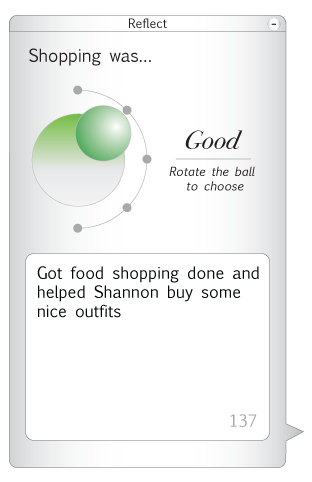 Reflect
-
Shopping was...
Good
Rotate the ball
to choose
Got food shopping done and
helped Shannon buy some
nice outfits
137